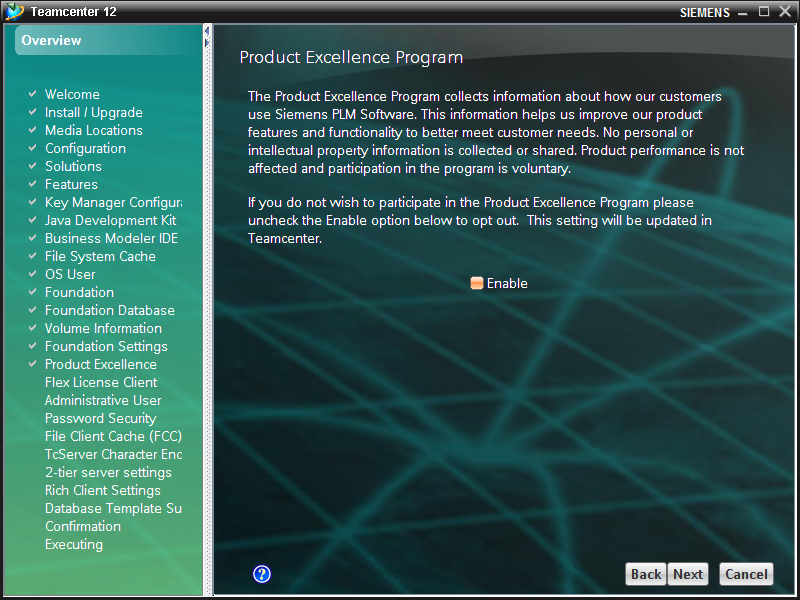 Teamcenter 12
SIEMENS
Overview
Welcome
Install / Upgrade
Media Locations
Configuration
Solutions
Features
Key Manager Configura
Java Development Kit
Business Modeler IDE
File System Cache
OS User
Foundation
Foundation Database
Volume Information
Foundation Settings
Product Excellence
Flex License Client
Administrative User
Password Security
File Client Cache (FCC)
TcServer Character Enc
2-tier server settings
Rich Client Settings
Database Template Su
Confirmation
Executing
Product Excellence Program
The Product Excellence Program collects information about how our customers
use Siemens PLM Software. This information helps us improve our product
features and functionality to better meet customer needs. No personal or
intellectual property information is collected or shared. Product performance is not
affected and participation in the program is voluntary.
If you do not wish to participate in the Product Excellence Program please
uncheck the Enable option below to opt out.  This setting will be updated in
Teamcenter.
Enable
?
Back Next Cancel